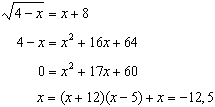 √(4 − x) = x + 8
4 − x = x² + 16x + 64
0 = x² + 17x + 60
x = (x + 12)(x − 5) + x = −12, 5